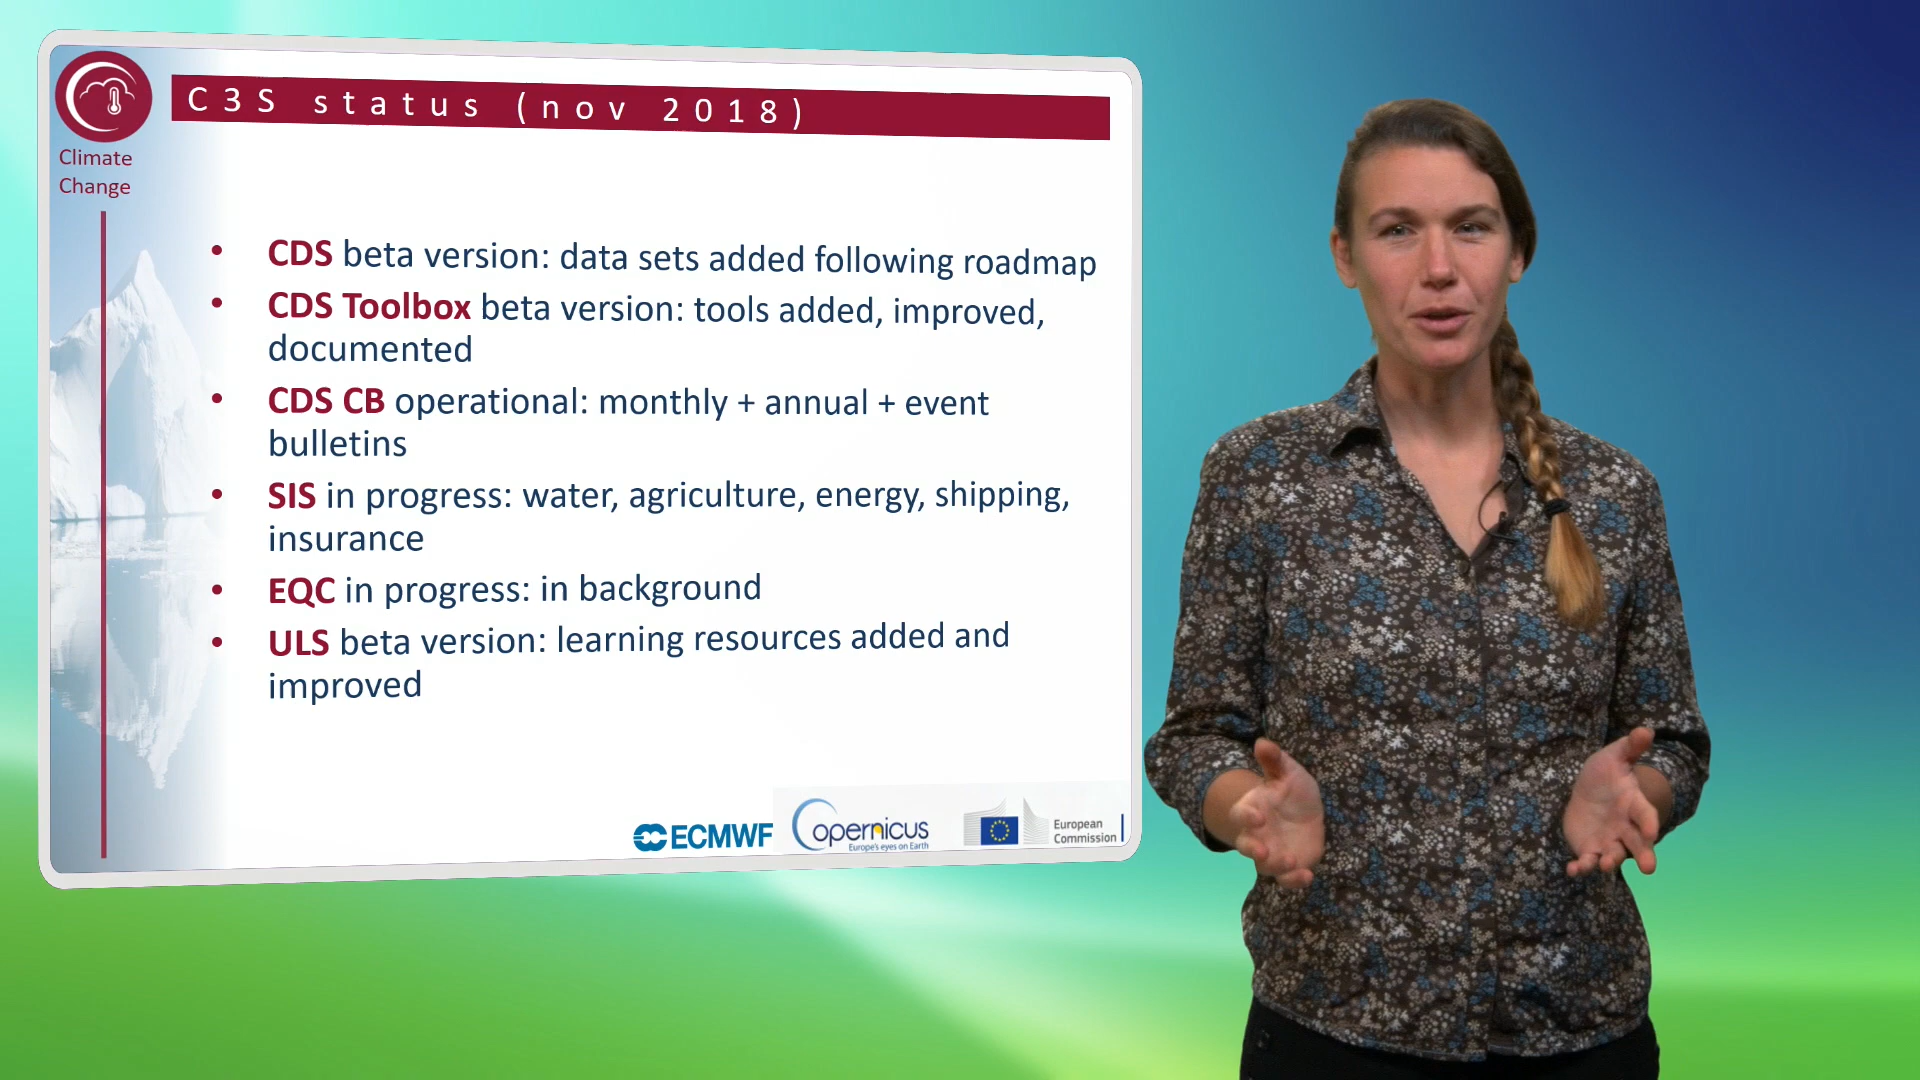 C3S status (nov 2018)
Climate
Change
• CDS beta version: data sets added following roadmap
• CDS Toolbox beta version: tools added, improved,
documented
• CDS CB operational: monthly + annual + event
bulletins
• SIS in progress: water, agriculture, energy, shipping,
insurance
• EQC in progress: in background
• ULS beta version: learning resources added and
improved
ECMWF
Copernicus
Europe's eyes on Earth
European
Commission